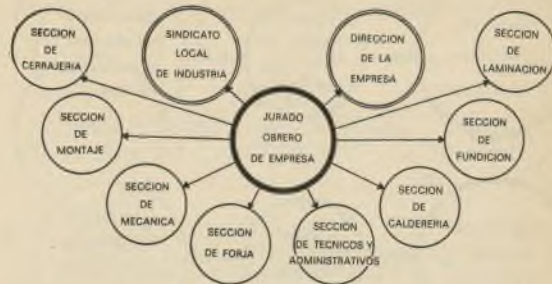 SECCION
DE
CERRAJERIA
SINDICATO
LOCAL
DE INDUSTRIA
DIRECCION
DE LA
EMPRESA
SECCION
DE
LAMINACION
JURADO
OBRERO
DE EMPRESA
SECCION
DE
MONTAJE
SECCION
DE
FUNDICION
SECCION
DE
MECANICA
SECCION
DE
CALDERERIA
SECCION
DE FORJA
SECCION
DE TECNICOS Y
ADMINISTRATIVOS